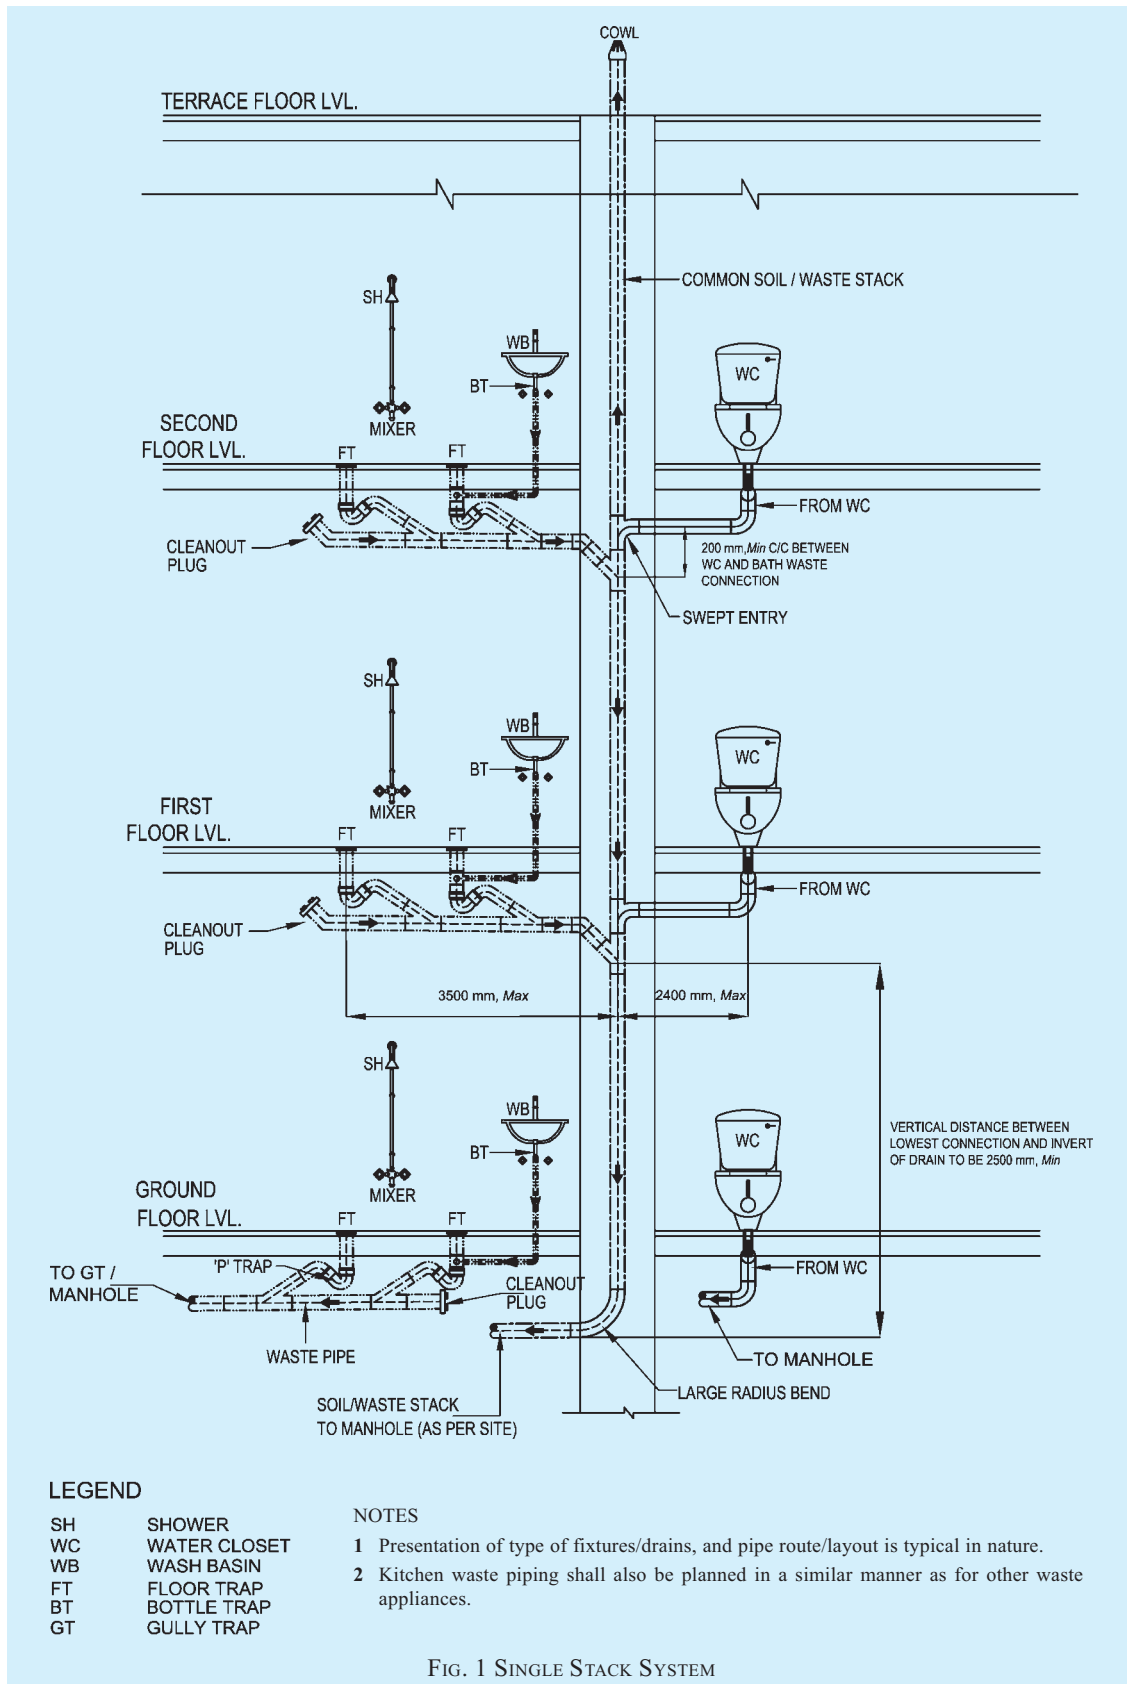 COWL
TERRACE FLOOR LVL.
COMMON SOIL / WASTE STACK
SH
WB
BT
WC
MIXER
SECOND
FLOOR LVL.
FT
FT
FROM WC
CLEANOUT
PLUG
200 mm,Min C/C BETWEEN
WC AND BATH WASTE
CONNECTION
SWEPT ENTRY
SH
WB
BT
WC
MIXER
FIRST
FLOOR LVL.
FT
FT
FROM WC
CLEANOUT
PLUG
3500 mm, Max
2400 mm, Max
SH
WB
BT
WC
MIXER
VERTICAL DISTANCE BETWEEN
LOWEST CONNECTION AND INVERT
OF DRAIN TO BE 2500 mm, Min
GROUND
FLOOR LVL.
FT
FT
'P' TRAP
TO GT /
MANHOLE
CLEANOUT
PLUG
FROM WC
WASTE PIPE
TO MANHOLE
LARGE RADIUS BEND
SOIL/WASTE STACK
TO MANHOLE (AS PER SITE)
LEGEND
SH SHOWER
WC WATER CLOSET
WB WASH BASIN
FT FLOOR TRAP
BT BOTTLE TRAP
GT GULLY TRAP
NOTES
1 Presentation of type of fixtures/drains, and pipe route/layout is typical in nature.
2 Kitchen waste piping shall also be planned in a similar manner as for other waste
appliances.
FIG. 1 SINGLE STACK SYSTEM